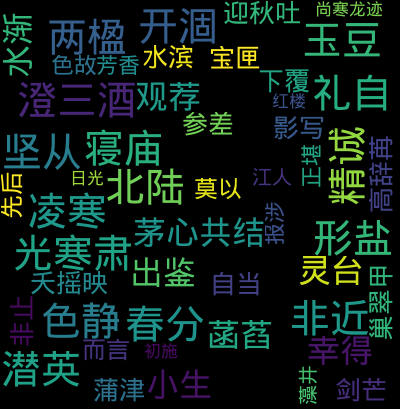 尚寒龙迹
迎秋吐
开涸
两楹
水渐
玉豆
水滨
宝匣
色故芳香
下覆
礼自
红楼
澄三酒
观荐
参差
影写
坚从
寝庙
精诚
正堪
高辞苒
日光
北陆
莫以
江人
先后
凌寒
报涉
茅心共结
形盐
光寒肃
出鉴
灵台
夭摇映
自当
巢翠甲
非止
色静
春分
菡萏
非近
而言
初施
幸得
潜英
蒲津
小生
藻井
剑芒